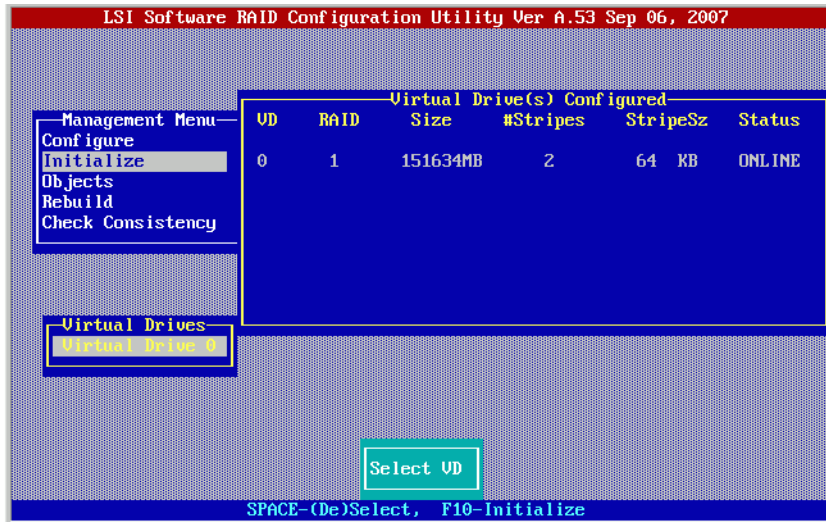 LSI Software RAID Configuration Utility Ver A.53 Sep 06, 2007
Virtual Drive(s) Configured
VD RAID Size #Stripes StripeSz Status
0 1 151634MB 2 64 KB ONLINE
Management Menu
Configure
Initialize
Objects
Rebuild
Check Consistency
Virtual Drives
Virtual Drive 0
Select VD
SPACE-(De)Select, F10-Initialize